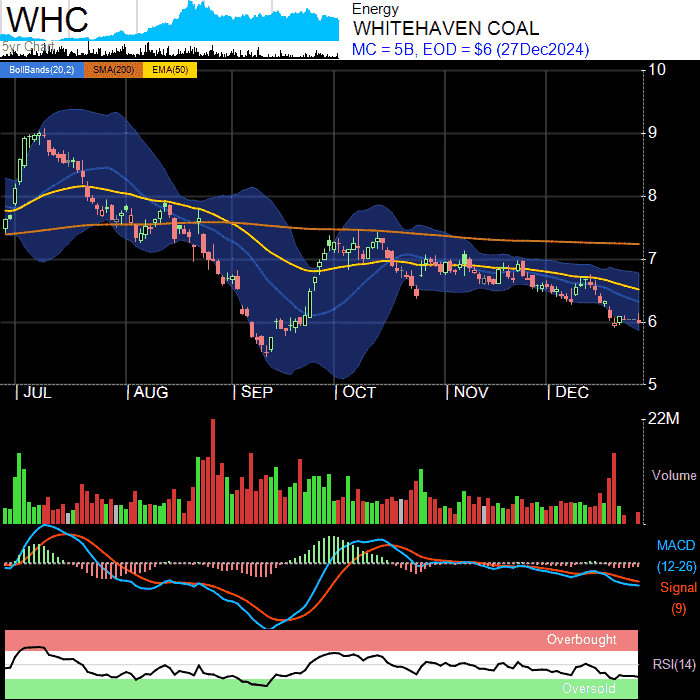 WHC
5yr Chart
Energy
WHITEHAVEN COAL
MC = 5B, EOD = $6 (27Dec2024)
BollBands(20,2) SMA(200) EMA(50)
10
9
8
7
6
5
JUL AUG SEP OCT NOV DEC
22M
Volume
MACD
(12-26)
Signal
(9)
Overbought
RSI(14)
Oversold